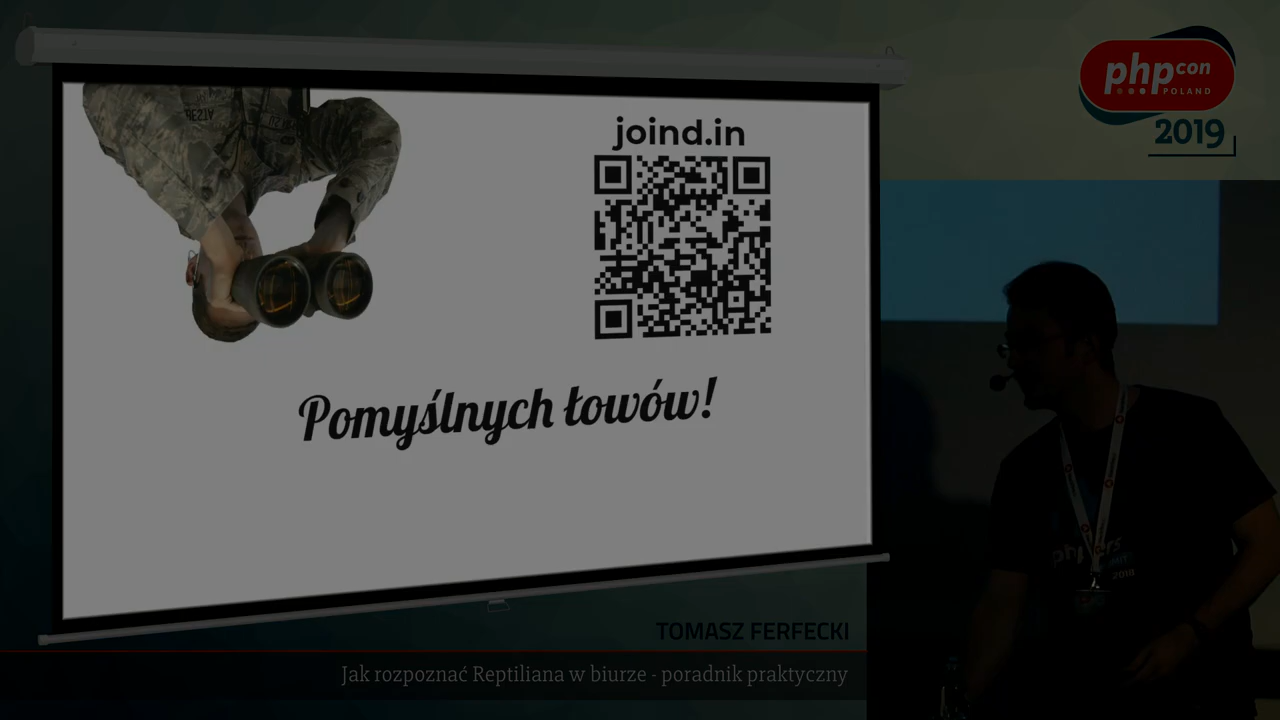 php con
POLAND
2019
joind.in
Pomyślnych łowów!
TOMASZ FERFECKI
Jak rozpoznać Reptiliana w biurze - poradnik praktyczny